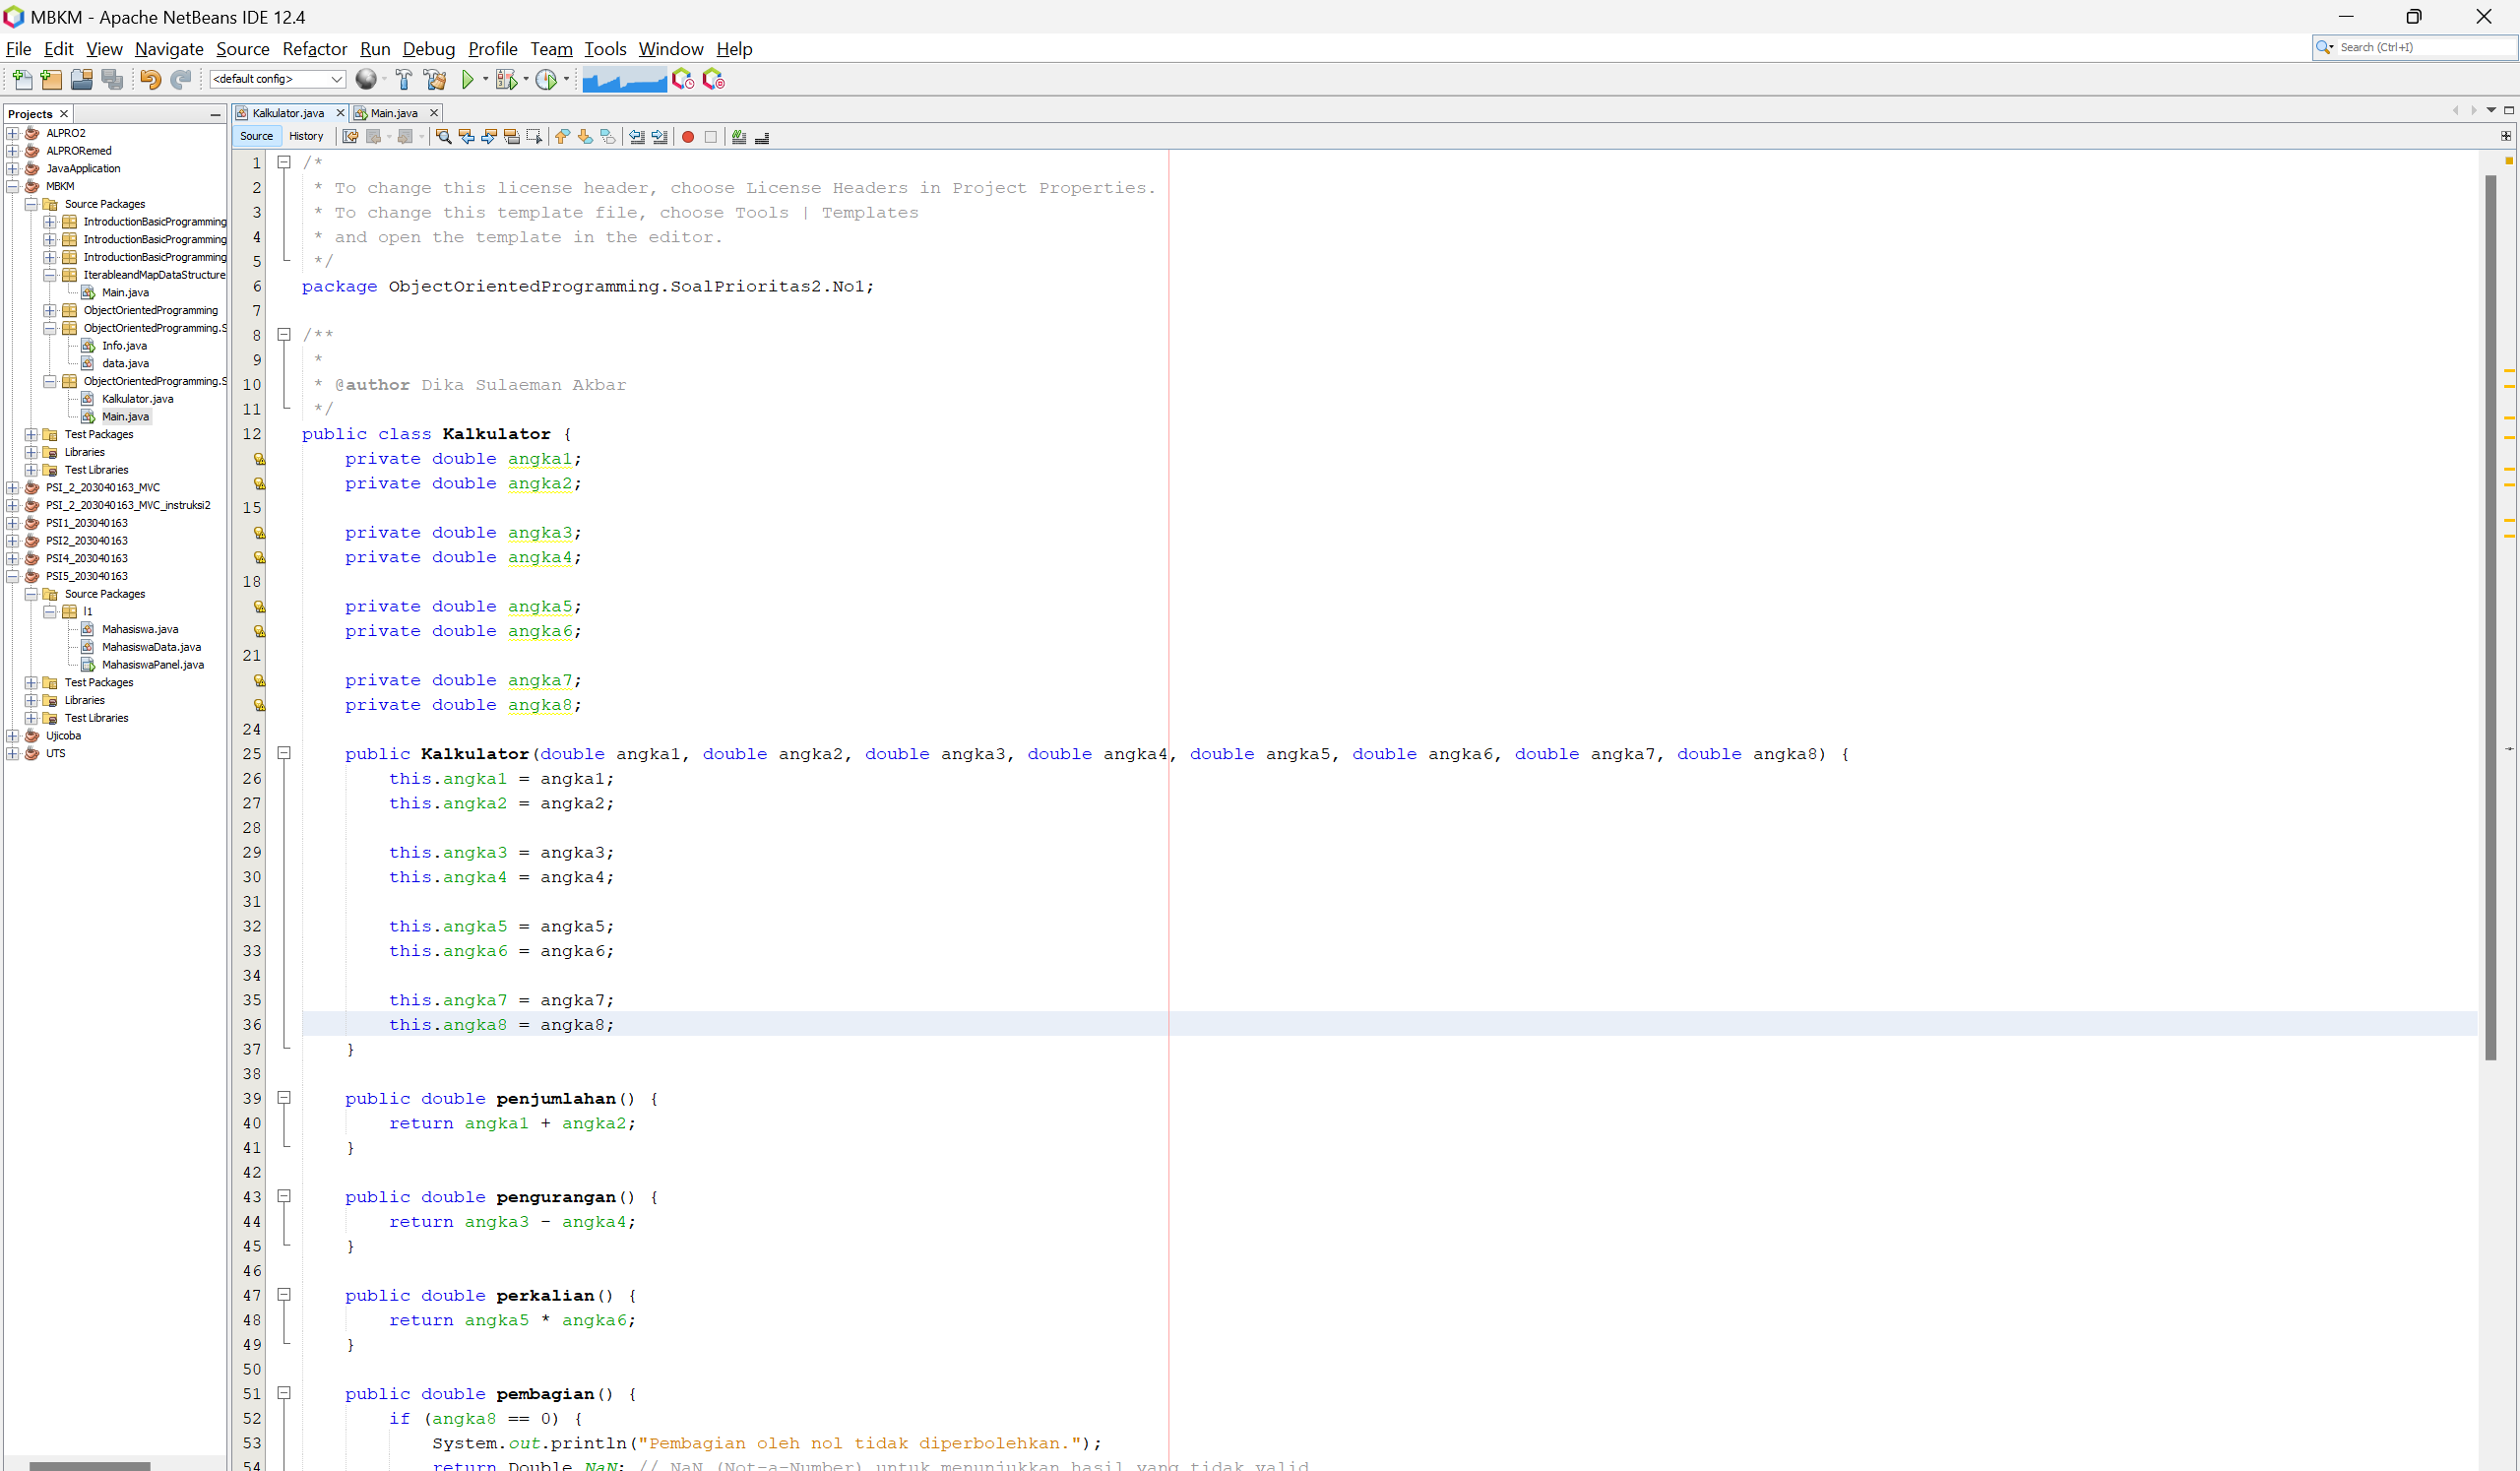 MBKM - Apache NetBeans IDE 12.4
File Edit View Navigate Source Refactor Run Debug Profile Team Tools Window Help
Search (Ctrl+I)
<default config>
Projects
ALPRO2
ALPRORemed
JavaApplication
MBKM
Source Packages
IntroductionBasicProgramming
IntroductionBasicProgramming
IntroductionBasicProgramming
IterableandMapDataStructure
Main.java
ObjectOrientedProgramming
ObjectOrientedProgramming.S
Info.java
data.java
ObjectOrientedProgramming.S
Kalkulator.java
Main.java
Test Packages
Libraries
Test Libraries
PSI_2_203040163_MVC
PSI_2_203040163_MVC_instruksi2
PSI1_203040163
PSI2_203040163
PSI4_203040163
PSI5_203040163
Source Packages
l1
Mahasiswa.java
MahasiswaData.java
MahasiswaPanel.java
Test Packages
Libraries
Test Libraries
Ujicoba
UTS
Kalkulator.java Main.java
Source History
1 /*
2 * To change this license header, choose License Headers in Project Properties.
3 * To change this template file, choose Tools | Templates
4 * and open the template in the editor.
5 */
6 package ObjectOrientedProgramming.SoalPrioritas2.No1;
7
8 /**
9 *
10 * @author Dika Sulaeman Akbar
11 */
12 public class Kalkulator {
private double angka1;
private double angka2;
15
private double angka3;
private double angka4;
18
private double angka5;
private double angka6;
21
private double angka7;
private double angka8;
24
25 public Kalkulator(double angka1, double angka2, double angka3, double angka4, double angka5, double angka6, double angka7, double angka8) {
26 this.angka1 = angka1;
27 this.angka2 = angka2;
28
29 this.angka3 = angka3;
30 this.angka4 = angka4;
31
32 this.angka5 = angka5;
33 this.angka6 = angka6;
34
35 this.angka7 = angka7;
36 this.angka8 = angka8;
37 }
38
39 public double penjumlahan() {
40 return angka1 + angka2;
41 }
42
43 public double pengurangan() {
44 return angka3 - angka4;
45 }
46
47 public double perkalian() {
48 return angka5 * angka6;
49 }
50
51 public double pembagian() {
52 if (angka8 == 0) {
53 System.out.println("Pembagian oleh nol tidak diperbolehkan.");
54 return Double.NaN; // NaN (Not-a-Number) untuk menunjukkan hasil yang tidak valid